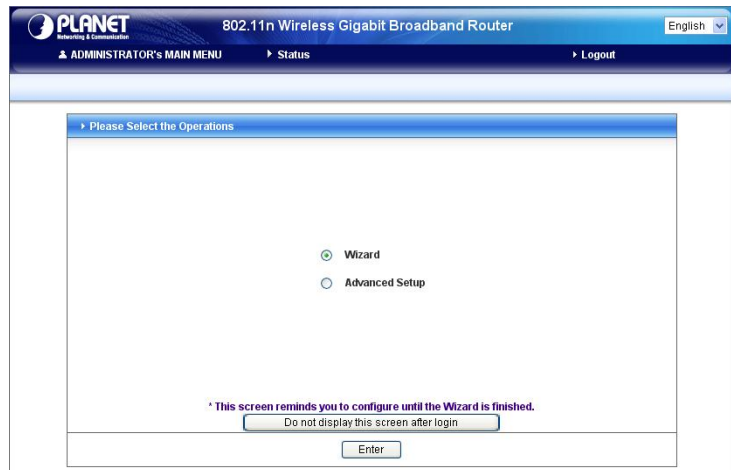 PLANET
Networking & Communication
802.11n Wireless Gigabit Broadband Router
English
ADMINISTRATOR's MAIN MENU
Status
Logout
Please Select the Operations
Wizard
Advanced Setup
* This screen reminds you to configure until the Wizard is finished.
Do not display this screen after login
Enter